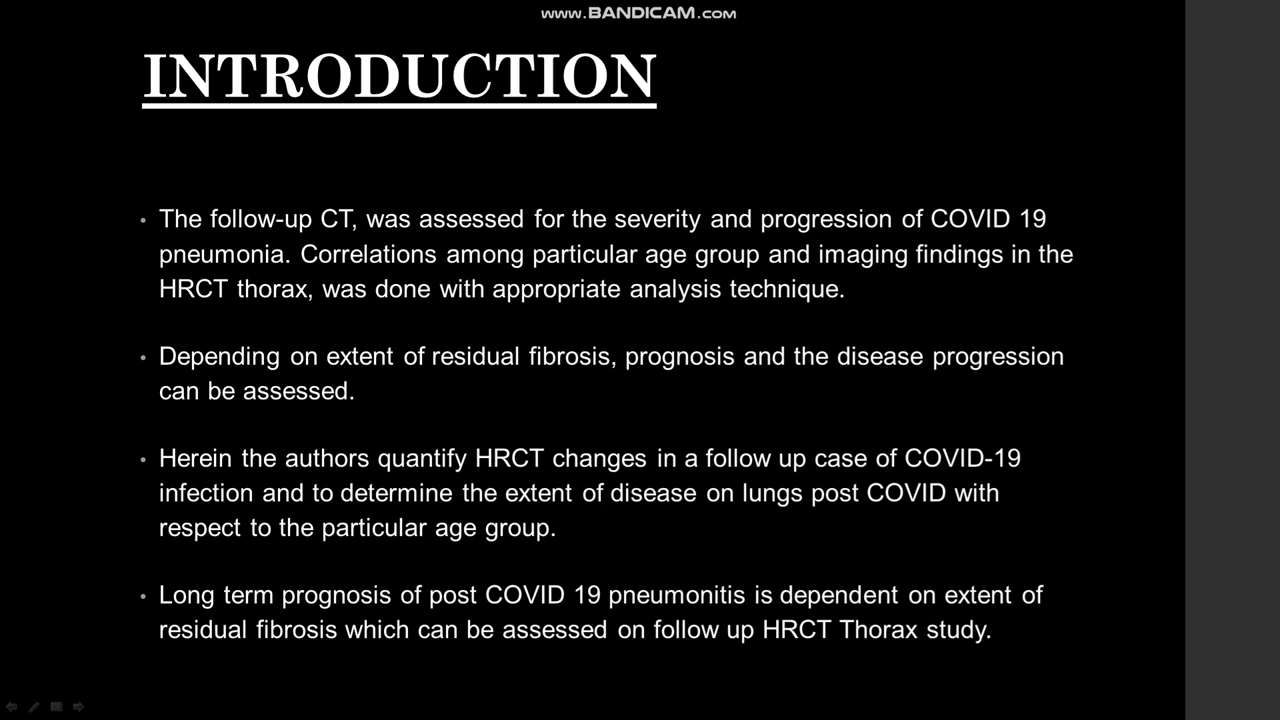 www.BANDICAM.com
INTRODUCTION
• The follow-up CT, was assessed for the severity and progression of COVID 19
pneumonia. Correlations among particular age group and imaging findings in the
HRCT thorax, was done with appropriate analysis technique.
• Depending on extent of residual fibrosis, prognosis and the disease progression
can be assessed.
• Herein the authors quantify HRCT changes in a follow up case of COVID-19
infection and to determine the extent of disease on lungs post COVID with
respect to the particular age group.
• Long term prognosis of post COVID 19 pneumonitis is dependent on extent of
residual fibrosis which can be assessed on follow up HRCT Thorax study.